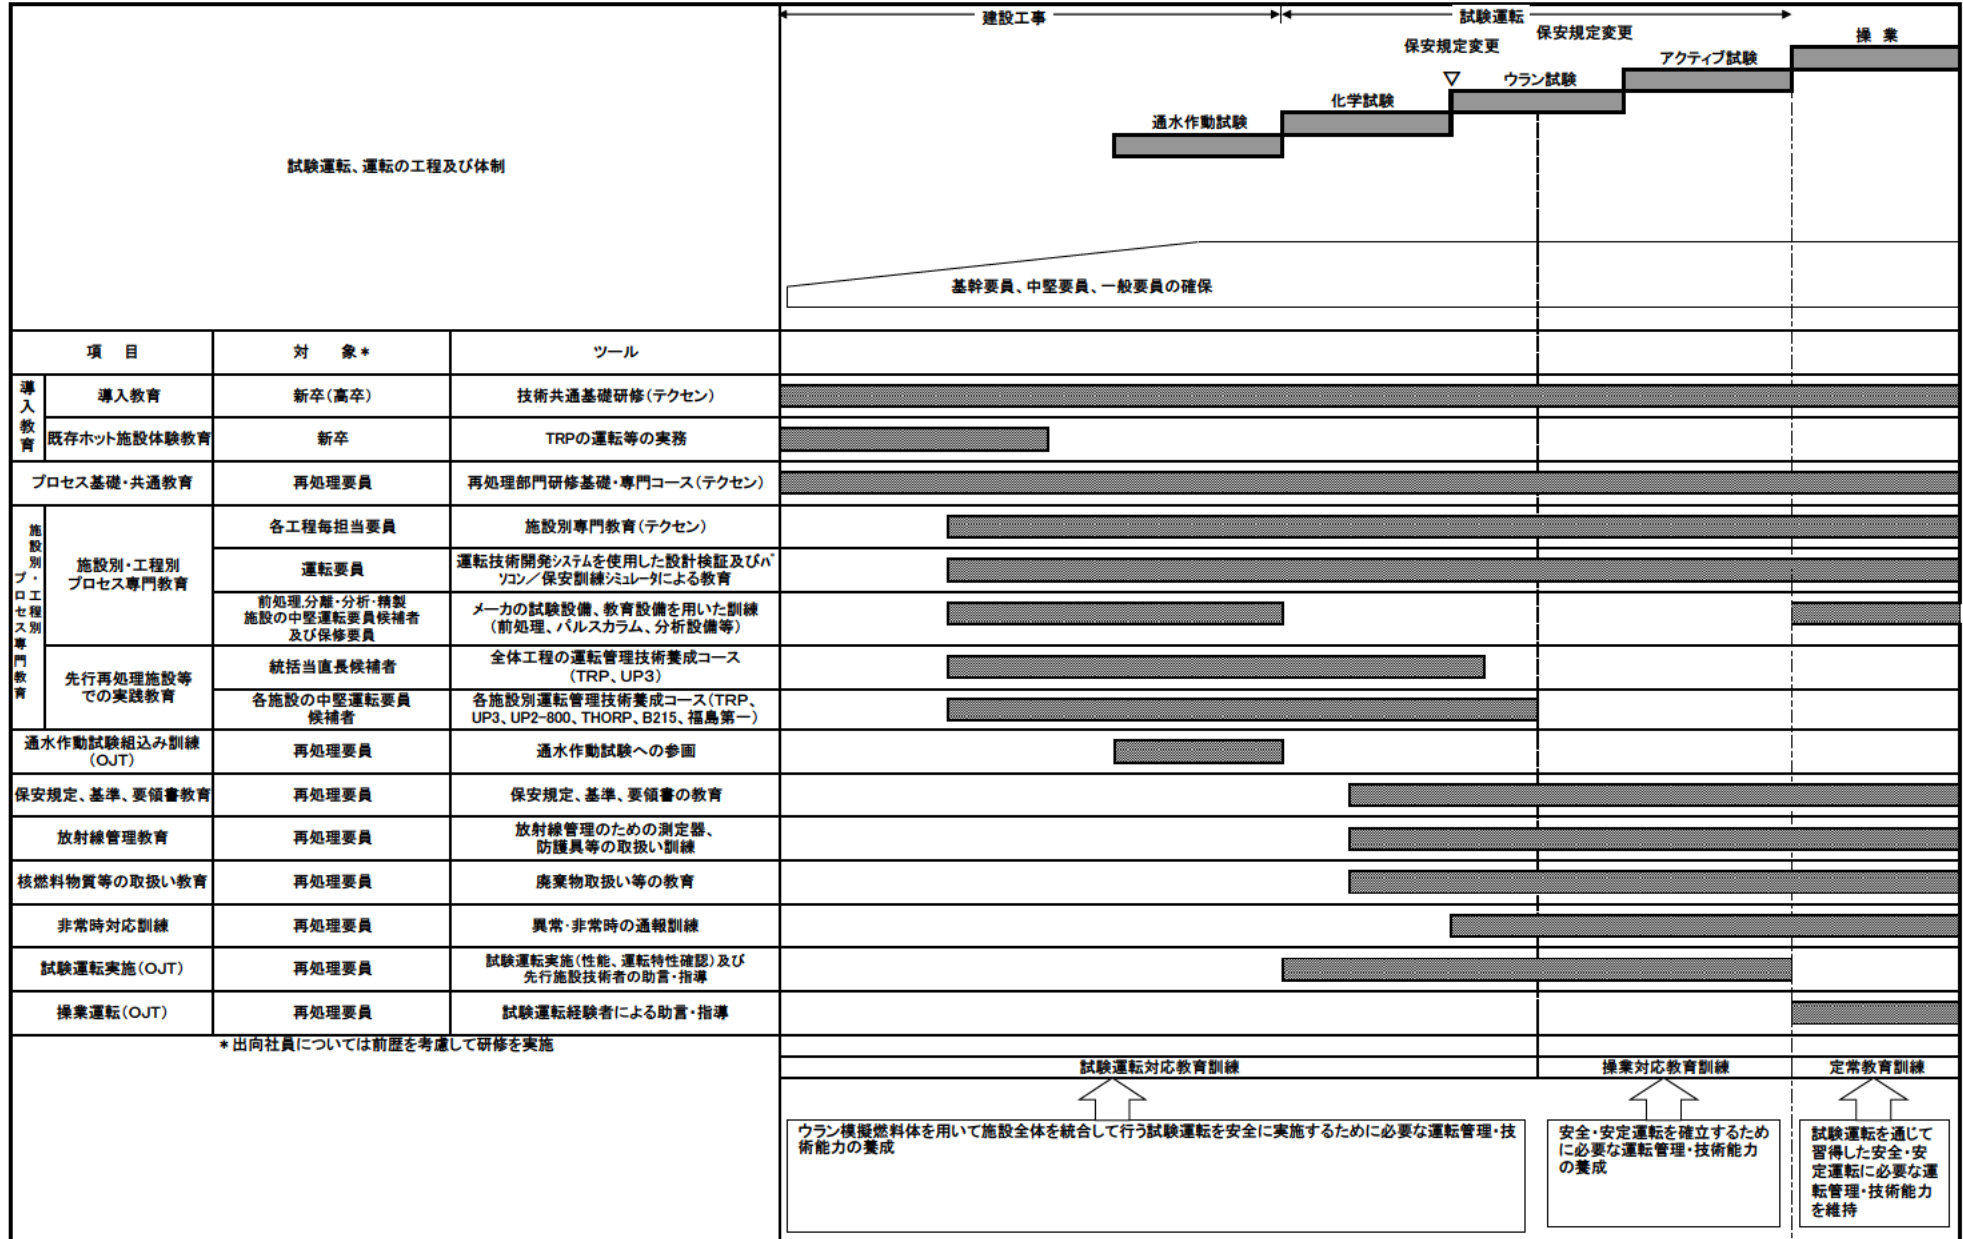 建設工事
試験運転
保安規定変更
保安規定変更
操 業
アクティブ試験
▽
ウラン試験
化学試験
通水作動試験
試験運転、運転の工程及び体制
基幹要員、中堅要員、一般要員の確保
項 目
対 象*
ツール
導入教育
導入教育
新卒(高卒)
技術共通基礎研修(テクセン)
既存ホット施設体験教育
新卒
TRPの運転等の実務
プロセス基礎・共通教育
再処理要員
再処理部門研修基礎・専門コース(テクセン)
施設別・工程別
プロセス専門教育
施設別・工程別
プロセス専門教育
各工程毎担当要員
施設別専門教育(テクセン)
運転要員
運転技術開発システムを使用した設計検証及びパ
ソコン/保安訓練シミュレータによる教育
前処理,分離・分析・精製
施設の中堅運転要員候補者
及び保修要員
メーカの試験設備、教育設備を用いた訓練
(前処理、パルスカラム、分析設備等)
先行再処理施設等
での実践教育
統括当直長候補者
全体工程の運転管理技術養成コース
(TRP、UP3)
各施設の中堅運転要員
候補者
各施設別運転管理技術養成コース(TRP、
UP3、UP2-800、THORP、B215、福島第一)
通水作動試験組込み訓練
(OJT)
再処理要員
通水作動試験への参画
保安規定、基準、要領書教育
再処理要員
保安規定、基準、要領書の教育
放射線管理教育
再処理要員
放射線管理のための測定器、
防護具等の取扱い訓練
核燃料物質等の取扱い教育
再処理要員
廃棄物取扱い等の教育
非常時対応訓練
再処理要員
異常・非常時の通報訓練
試験運転実施(OJT)
再処理要員
試験運転実施(性能、運転特性確認)及び
先行施設技術者の助言・指導
操業運転(OJT)
再処理要員
試験運転経験者による助言・指導
*出向社員については前歴を考慮して研修を実施
試験運転対応教育訓練
操業対応教育訓練
定常教育訓練
ウラン模擬燃料体を用いて施設全体を統合して行う試験運転を安全に実施するために必要な運転管理・技
術能力の養成
安全・安定運転を確立するため
に必要な運転管理・技術能力
の養成
試験運転を通じて
習得した安全・安
定運転に必要な運
転管理・技術能力
を維持